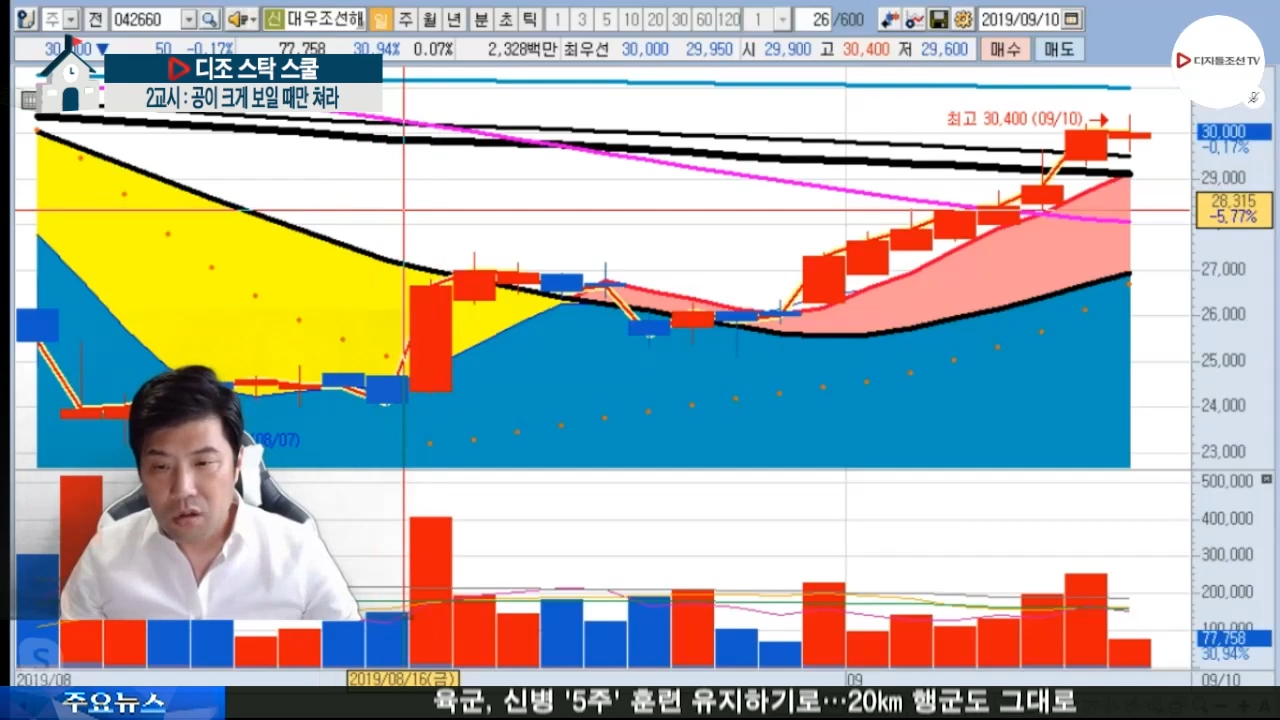 주 전 042660 신 대우조선해 일 주 월 년 분 초 틱 1 3 5 10 20 30 60 120 1 26 /600 2019/09/10
50 -0.17% 77,758 30.94% 0.07% 2,328백만 최우선 30,000 29,950 시 29,900 고 30,400 저 29,600 매수 매도
디조 스탁 스쿨
2교시 : 공이 크게 보일 때만 쳐라
디지틀조선TV
최고 30,400 (09/10)
30,000
-0,17%
29,000
28,315
-5,77%
27,000
26,000
25,000
24,000
23,000
08/07)
500,000
400,000
300,000
200,000
100,000
77,758
30,94%
2019/08
2019/08/16(금)
09
09/10
주요뉴스
육군, 신병 '5주' 훈련 유지하기로…20km 행군도 그대로